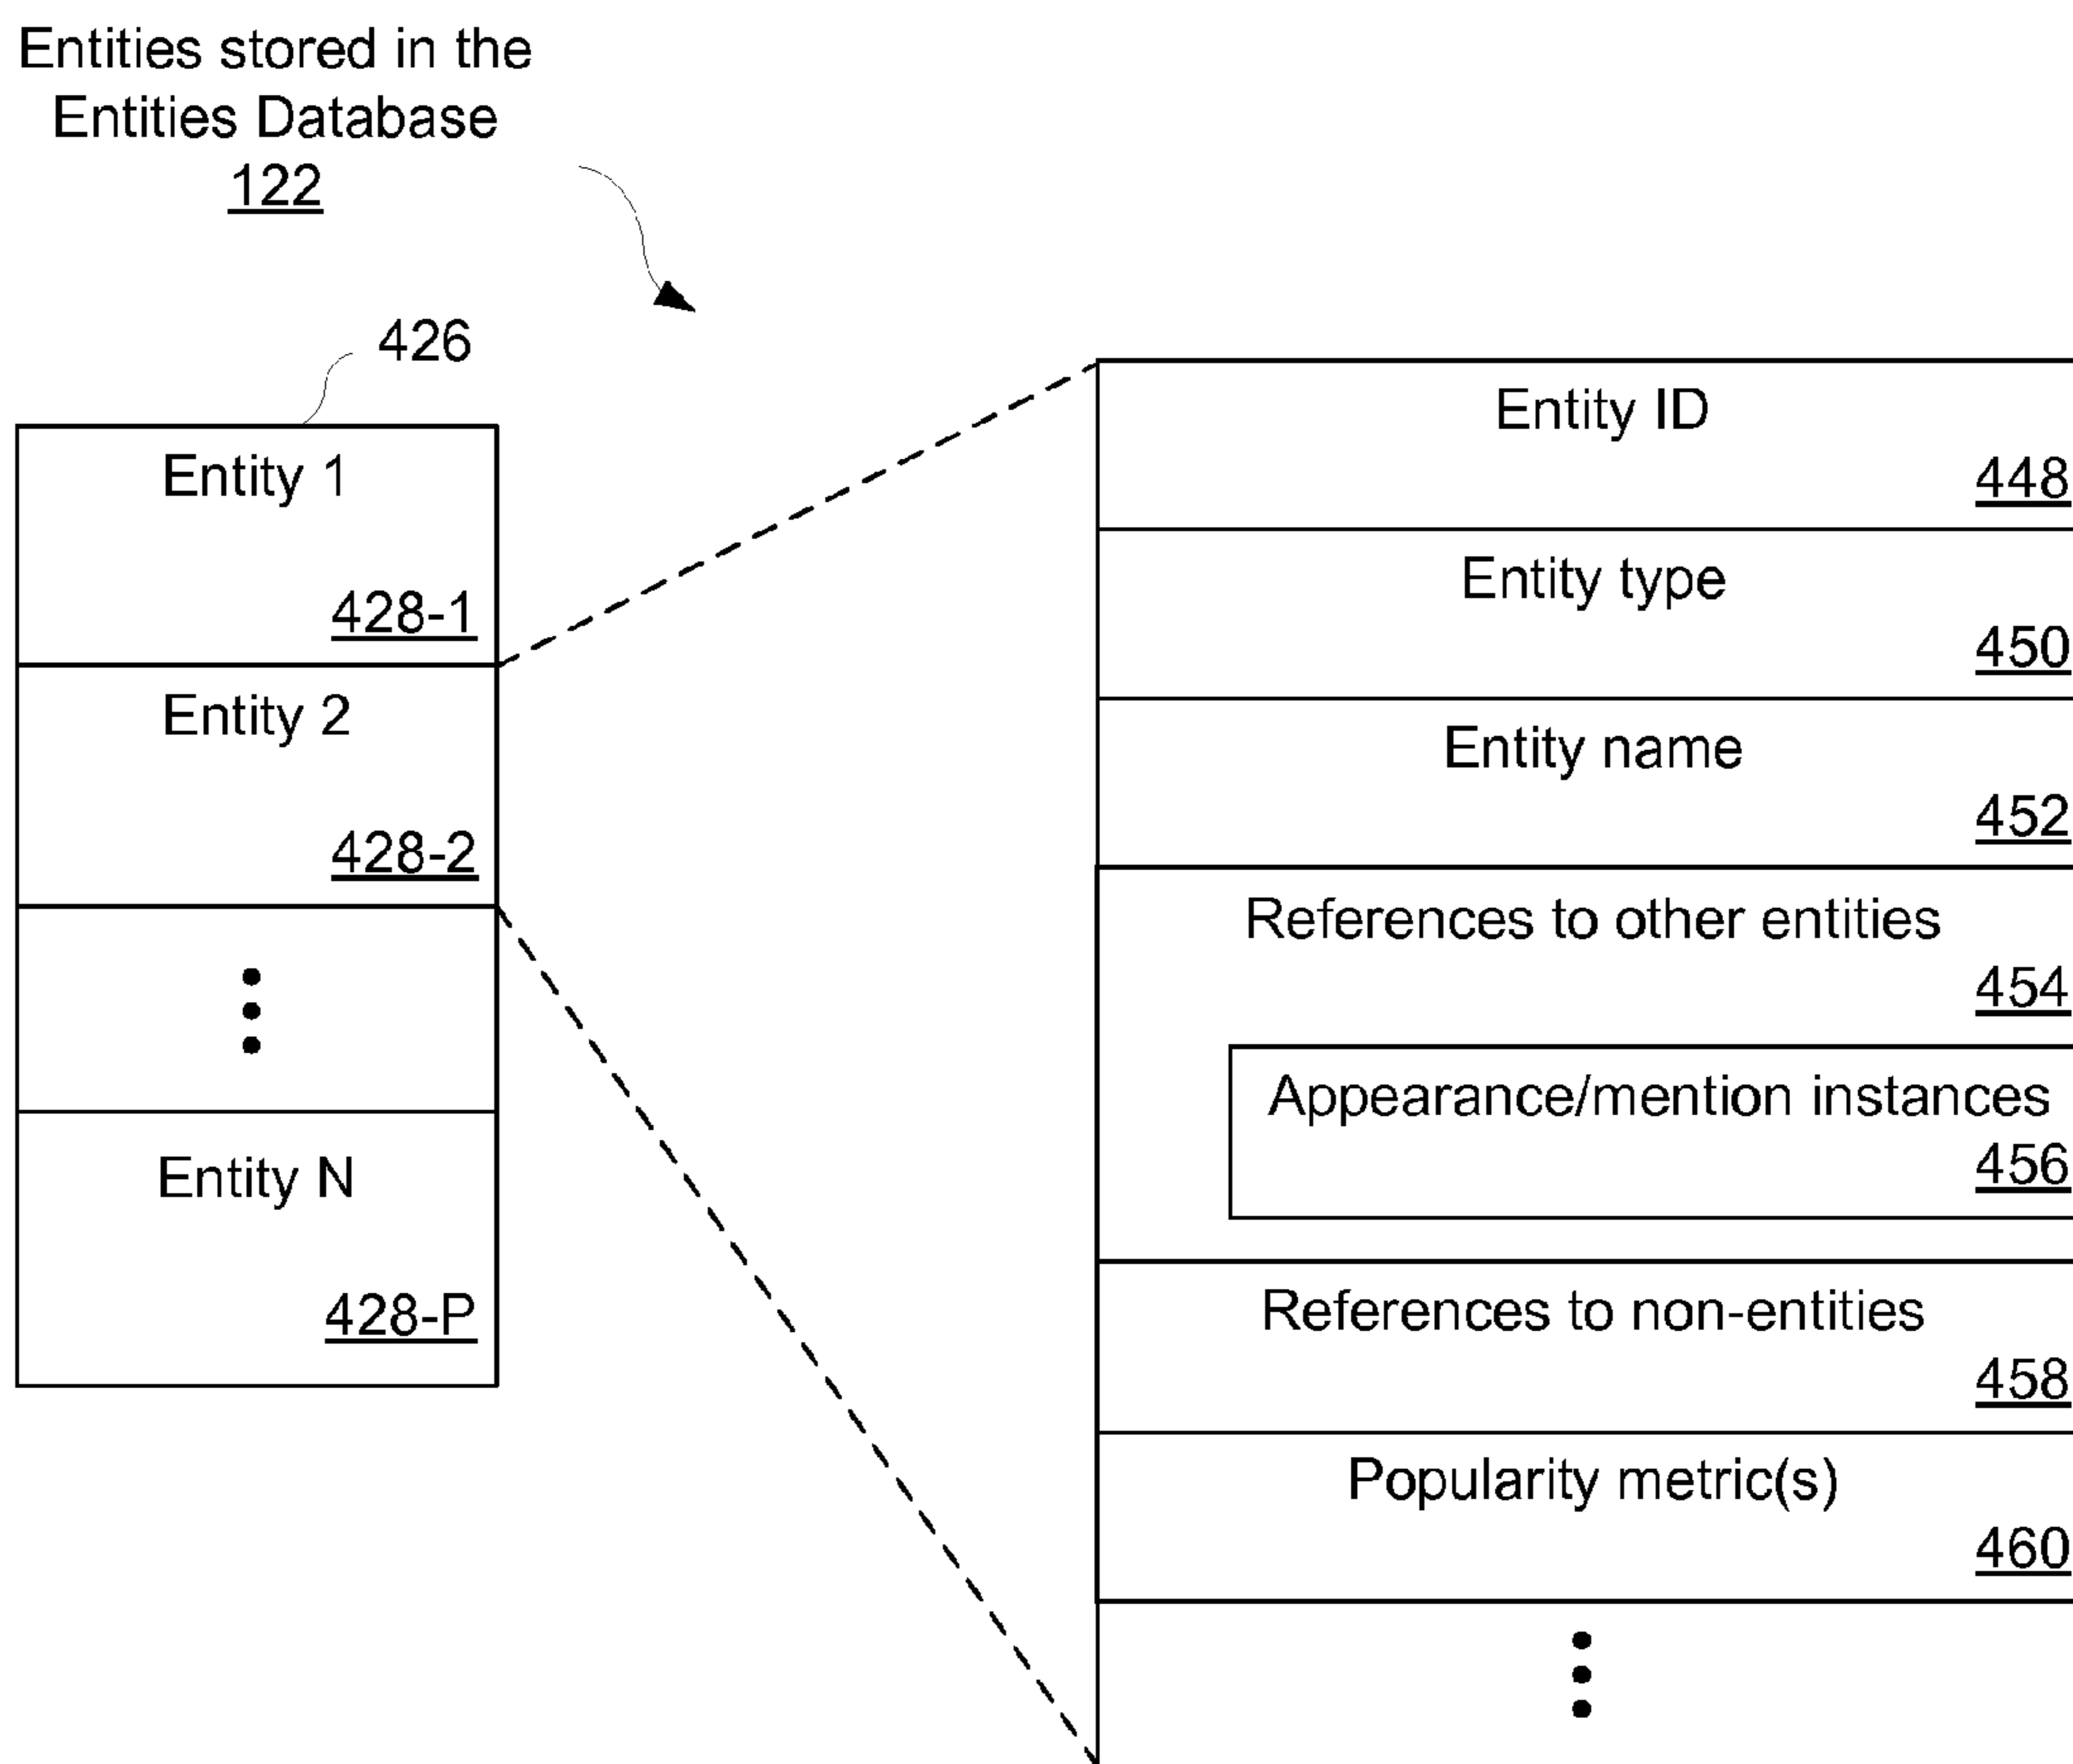 Entities stored in the
Entities Database
122
426
Entity 1
428-1
Entity 2
428-2
Entity N
428-P
Entity ID
448
Entity type
450
Entity name
452
References to other entities
454
Appearance/mention instances
456
References to non-entities
458
Popularity metric(s)
460